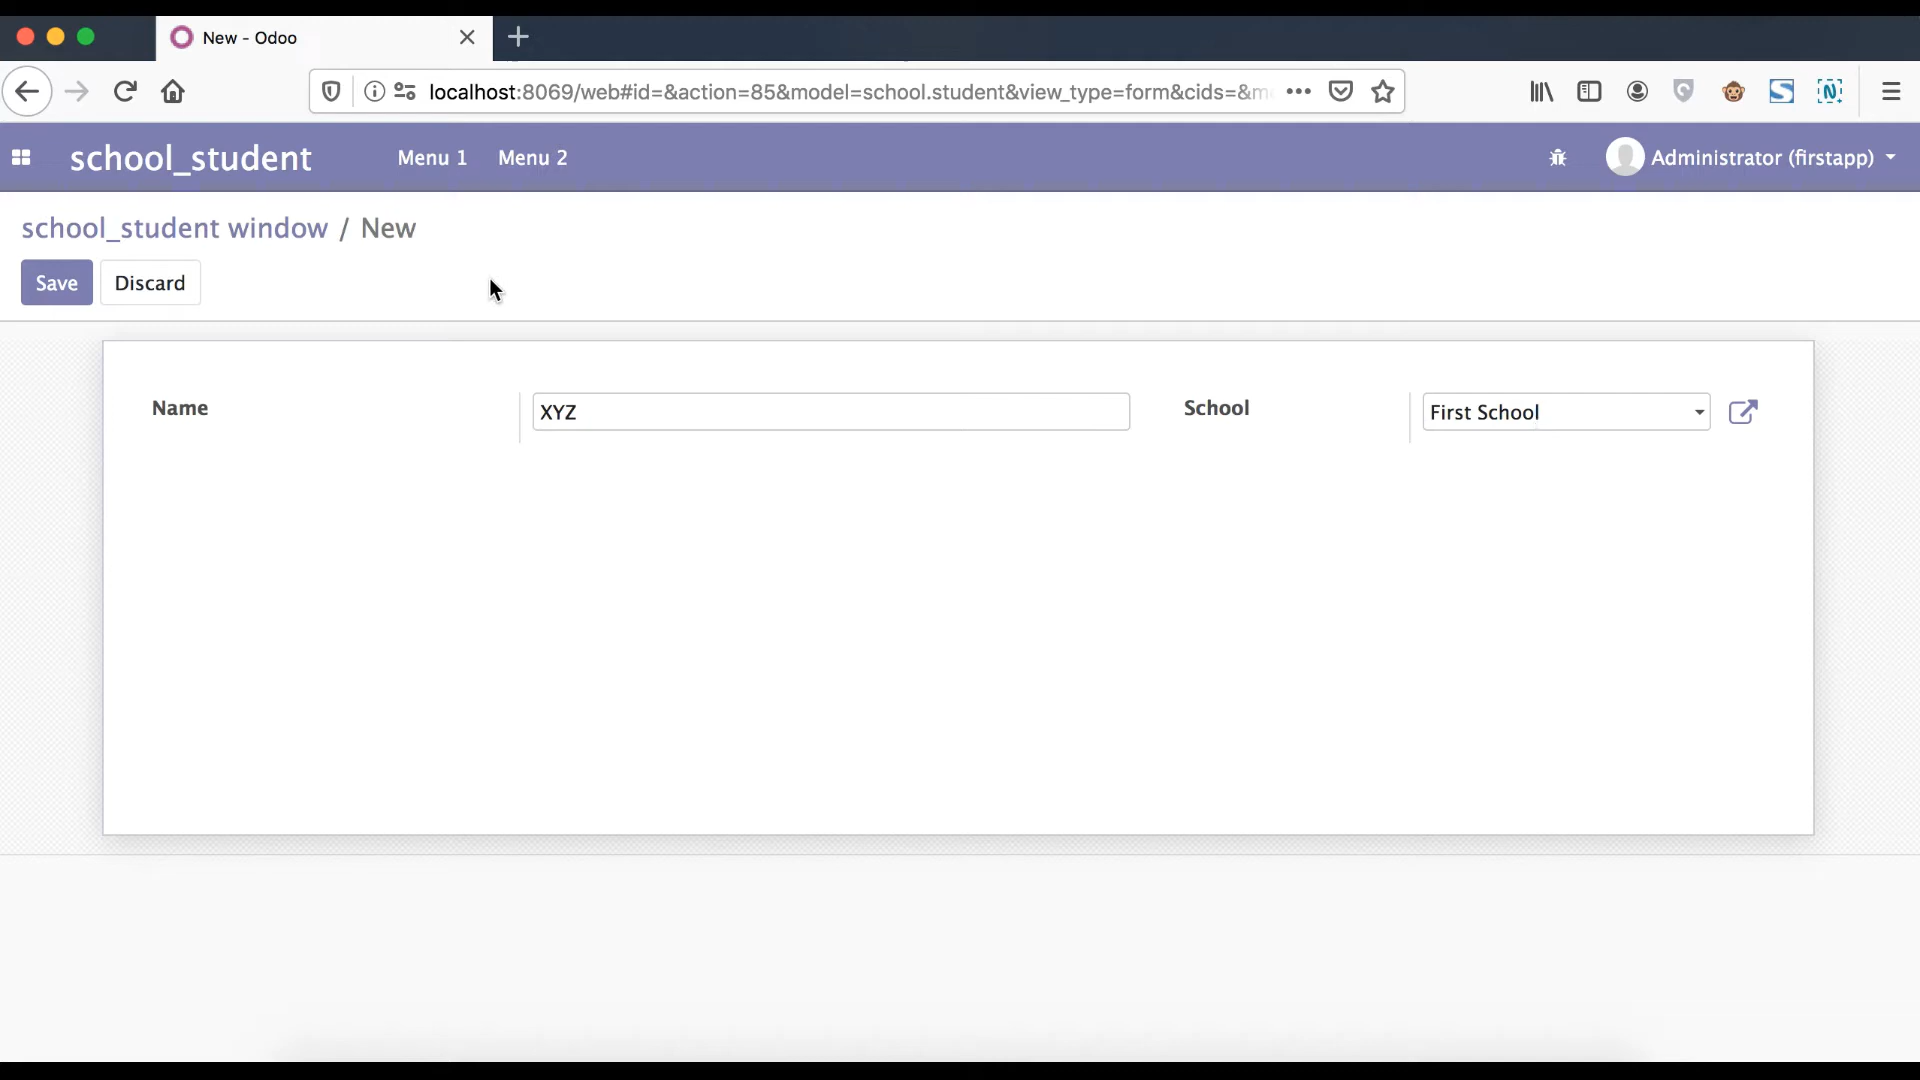 New - Odoo
localhost:8069/web#id=&action=85&model=school.student&view_type=form&cids=&m
school_student
Menu 1
Menu 2
Administrator (firstapp)
school_student window / New
Save
Discard
Name
XYZ
School
First School